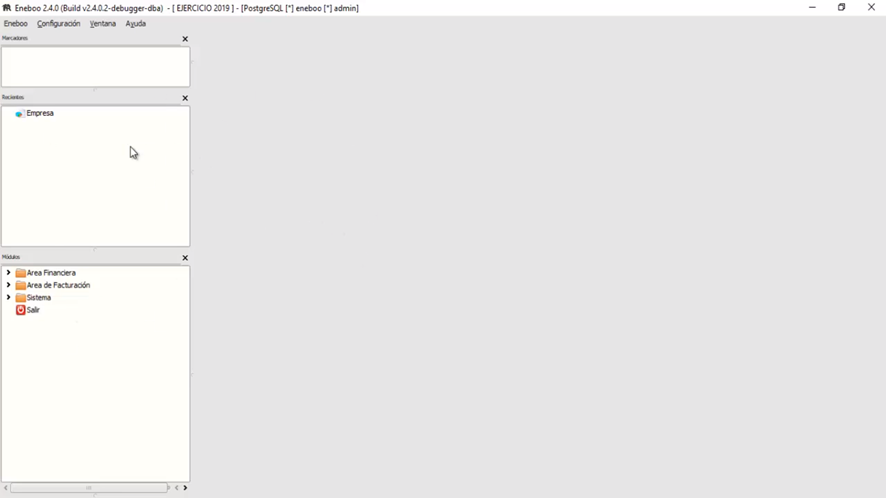 Eneboo 2.4.0 (Build v2.4.0.2-debugger-dba) - [ EJERCICIO 2019 ] - [PostgreSQL [*] eneboo [*] admin]
Eneboo Configuración Ventana Ayuda
Marcadores
Recientes
Empresa
Módulos
Area Financiera
Area de Facturación
Sistema
Salir